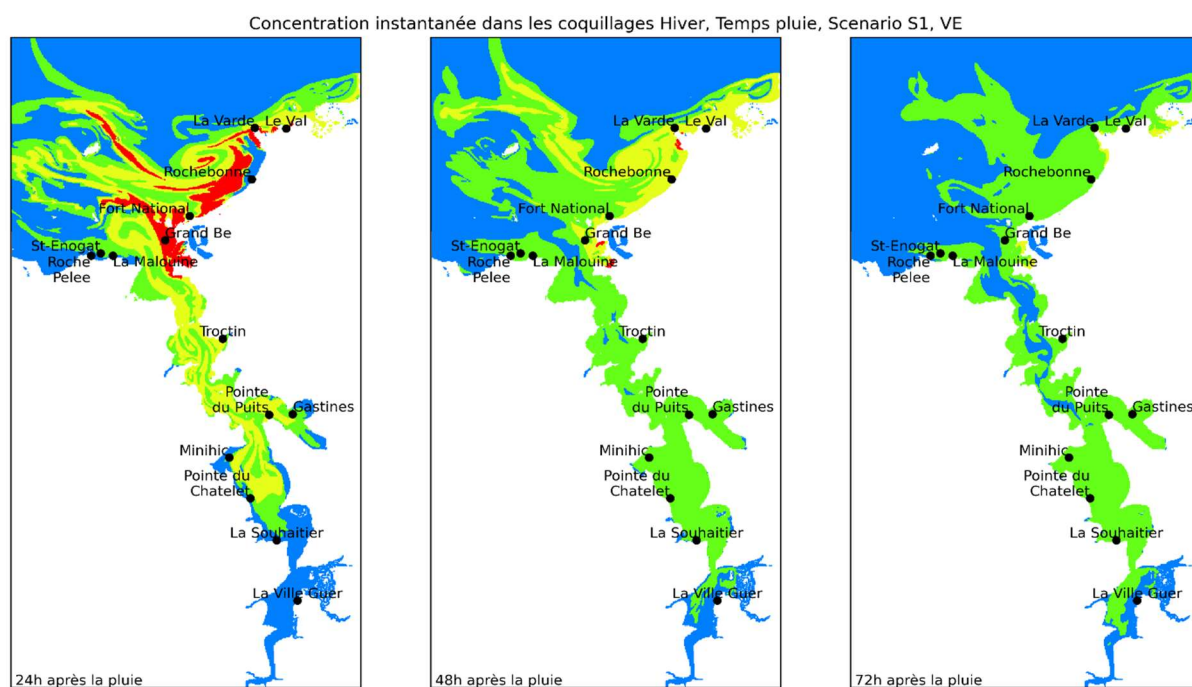 Concentration instantanée dans les coquillages Hiver, Temps pluie, Scenario S1, VE
La Varde
Le Val
Rochebonne
Fort National
Grand Be
St-Enogat
Roche
Pelee
La Malouine
Troctin
Pointe
du Puits
Gastines
Minihic
Pointe du
Chatelet
La Souhaitier
La Ville Guer
24h après la pluie
La Varde
Le Val
Rochebonne
Fort National
Grand Be
St-Enogat
Roche
Pelee
La Malouine
Troctin
Pointe
du Puits
Gastines
Minihic
Pointe du
Chatelet
La Souhaitier
La Ville Guer
48h après la pluie
La Varde
Le Val
Rochebonne
Fort National
Grand Be
St-Enogat
Roche
Pelee
La Malouine
Troctin
Pointe
du Puits
Gastines
Minihic
Pointe du
Chatelet
La Souhaitier
La Ville Guer
72h après la pluie